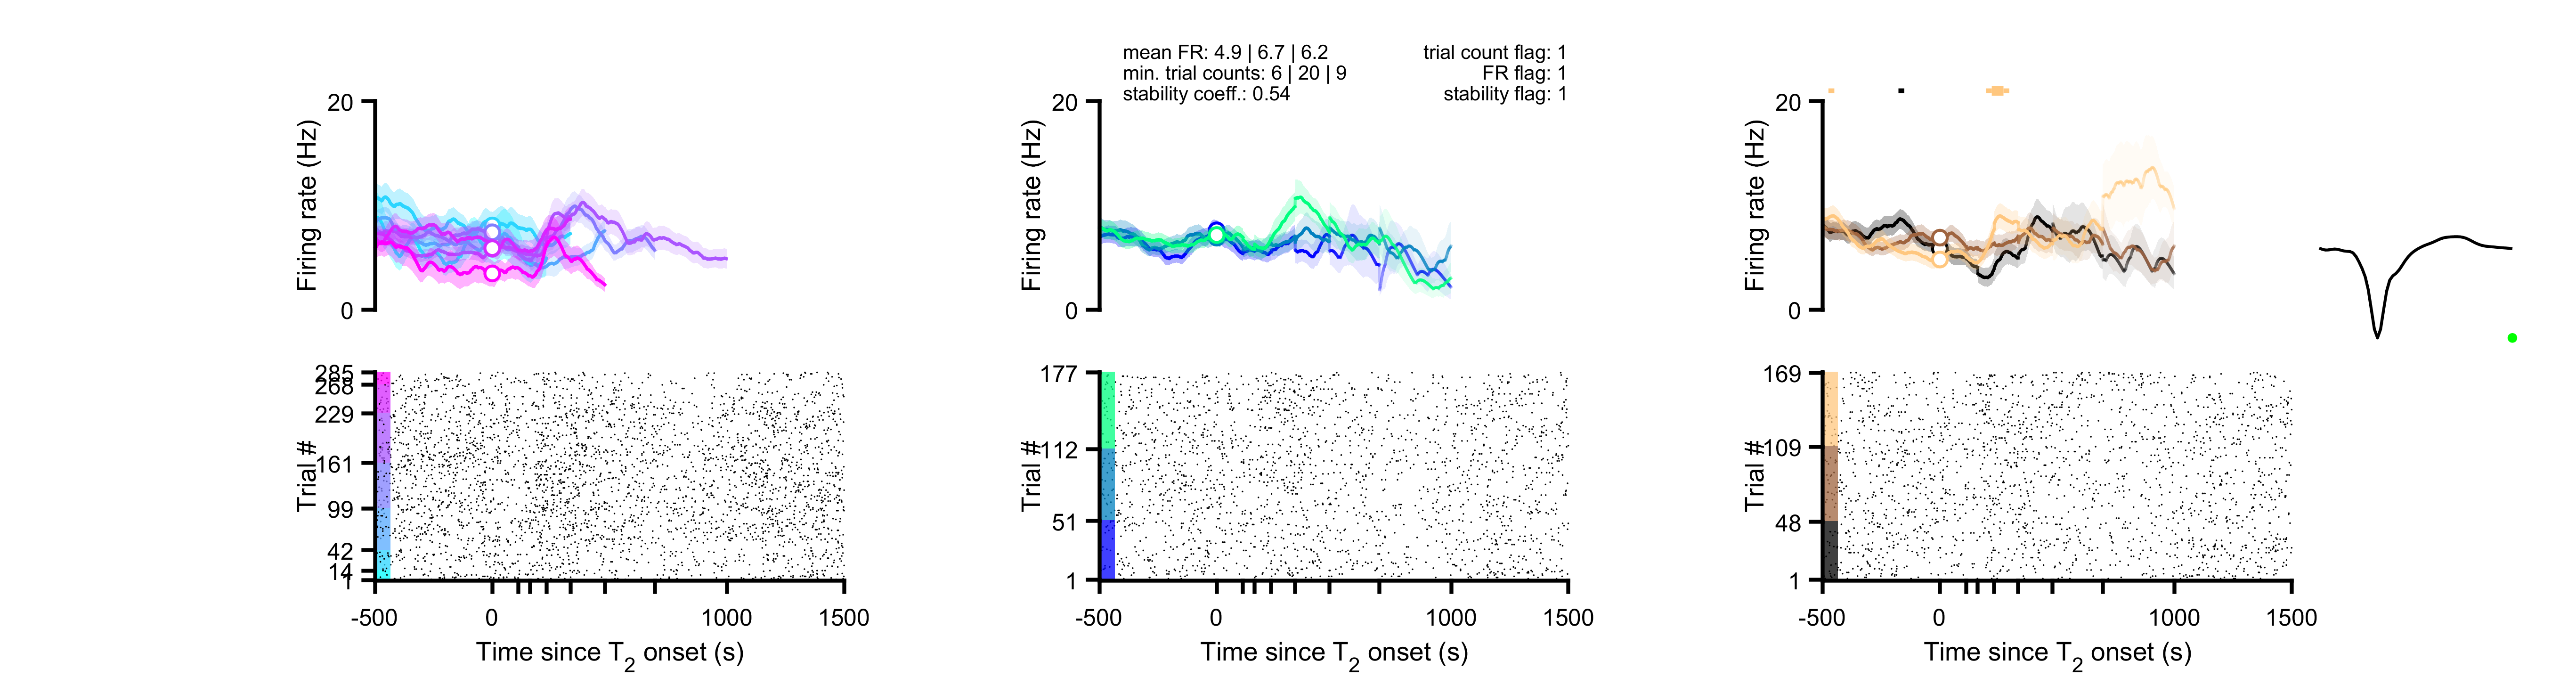 mean FR: 4.9 | 6.7 | 6.2
min. trial counts: 6 | 20 | 9
stability coeff.: 0.54
trial count flag: 1
FR flag: 1
stability flag: 1
20
Firing rate (Hz)
0
285
268
229
161
99
42
14
1
Trial #
-500
0
1000
1500
Time since T2 onset (s)
20
Firing rate (Hz)
0
177
112
51
1
Trial #
-500
0
1000
1500
Time since T2 onset (s)
20
Firing rate (Hz)
0
169
109
48
1
Trial #
-500
0
1000
1500
Time since T2 onset (s)